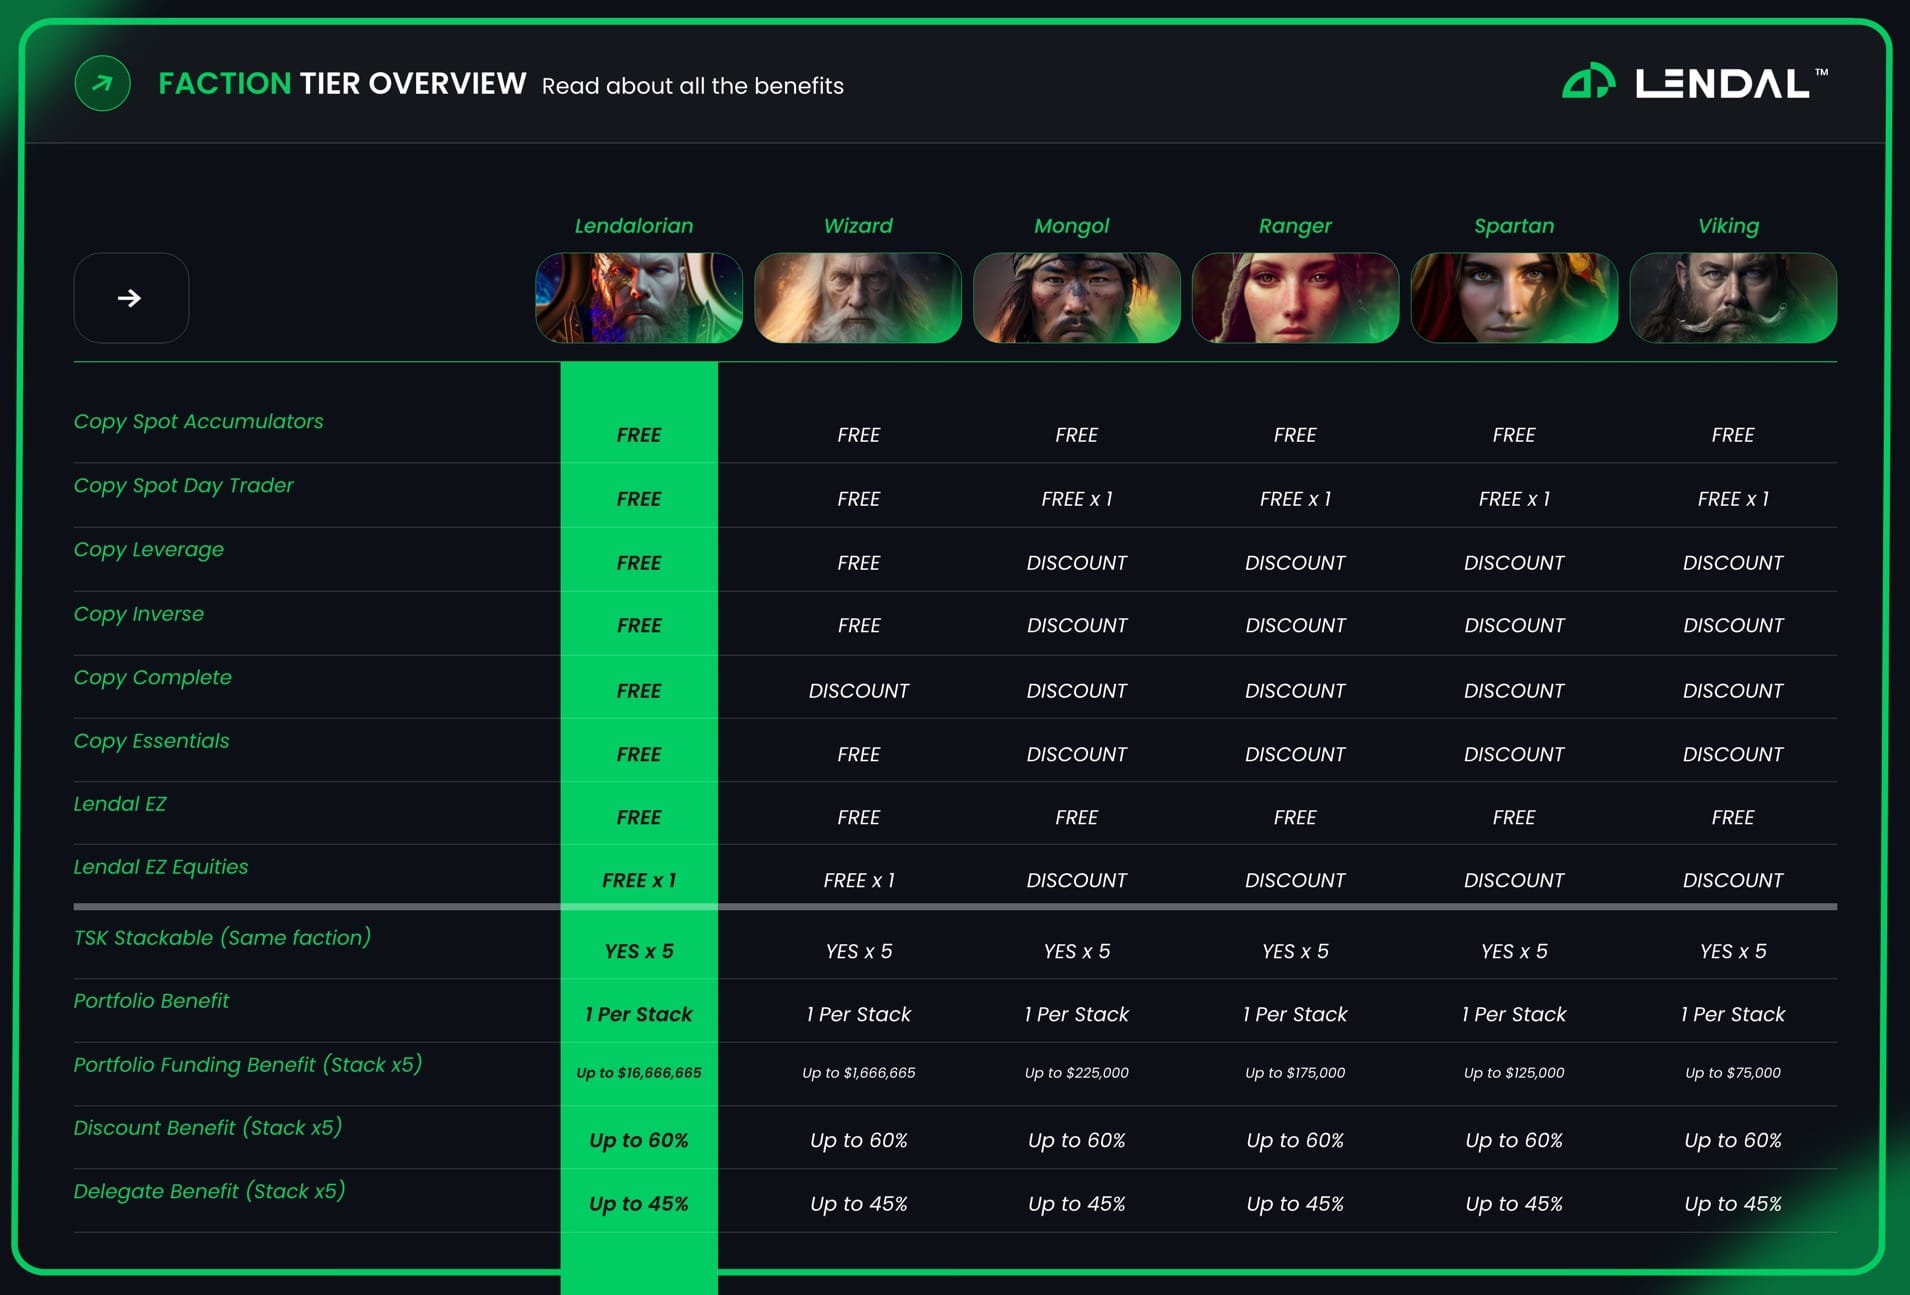 FACTION TIER OVERVIEW Read about all the benefits
LENDAL™
Lendalorian Wizard Mongol Ranger Spartan Viking
Copy Spot Accumulators FREE FREE FREE FREE FREE FREE
Copy Spot Day Trader FREE FREE FREE x 1 FREE x 1 FREE x 1 FREE x 1
Copy Leverage FREE FREE DISCOUNT DISCOUNT DISCOUNT DISCOUNT
Copy Inverse FREE FREE DISCOUNT DISCOUNT DISCOUNT DISCOUNT
Copy Complete FREE DISCOUNT DISCOUNT DISCOUNT DISCOUNT DISCOUNT
Copy Essentials FREE FREE DISCOUNT DISCOUNT DISCOUNT DISCOUNT
Lendal EZ FREE FREE FREE FREE FREE FREE
Lendal EZ Equities FREE x 1 FREE x 1 DISCOUNT DISCOUNT DISCOUNT DISCOUNT
TSK Stackable (Same faction) YES x 5 YES x 5 YES x 5 YES x 5 YES x 5 YES x 5
Portfolio Benefit 1 Per Stack 1 Per Stack 1 Per Stack 1 Per Stack 1 Per Stack 1 Per Stack
Portfolio Funding Benefit (Stack x5) Up to $16,666,665 Up to $1,666,665 Up to $225,000 Up to $175,000 Up to $125,000 Up to $75,000
Discount Benefit (Stack x5) Up to 60% Up to 60% Up to 60% Up to 60% Up to 60% Up to 60%
Delegate Benefit (Stack x5) Up to 45% Up to 45% Up to 45% Up to 45% Up to 45% Up to 45%